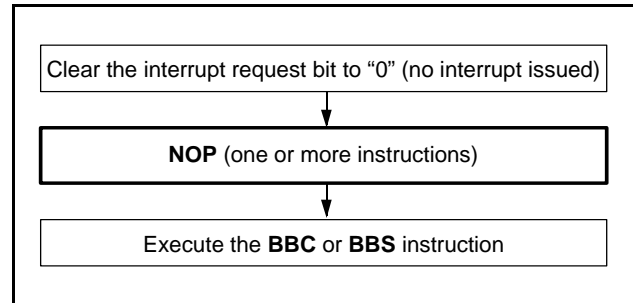 Clear the interrupt request bit to “0” (no interrupt issued)
NOP (one or more instructions)
Execute the BBC or BBS instruction